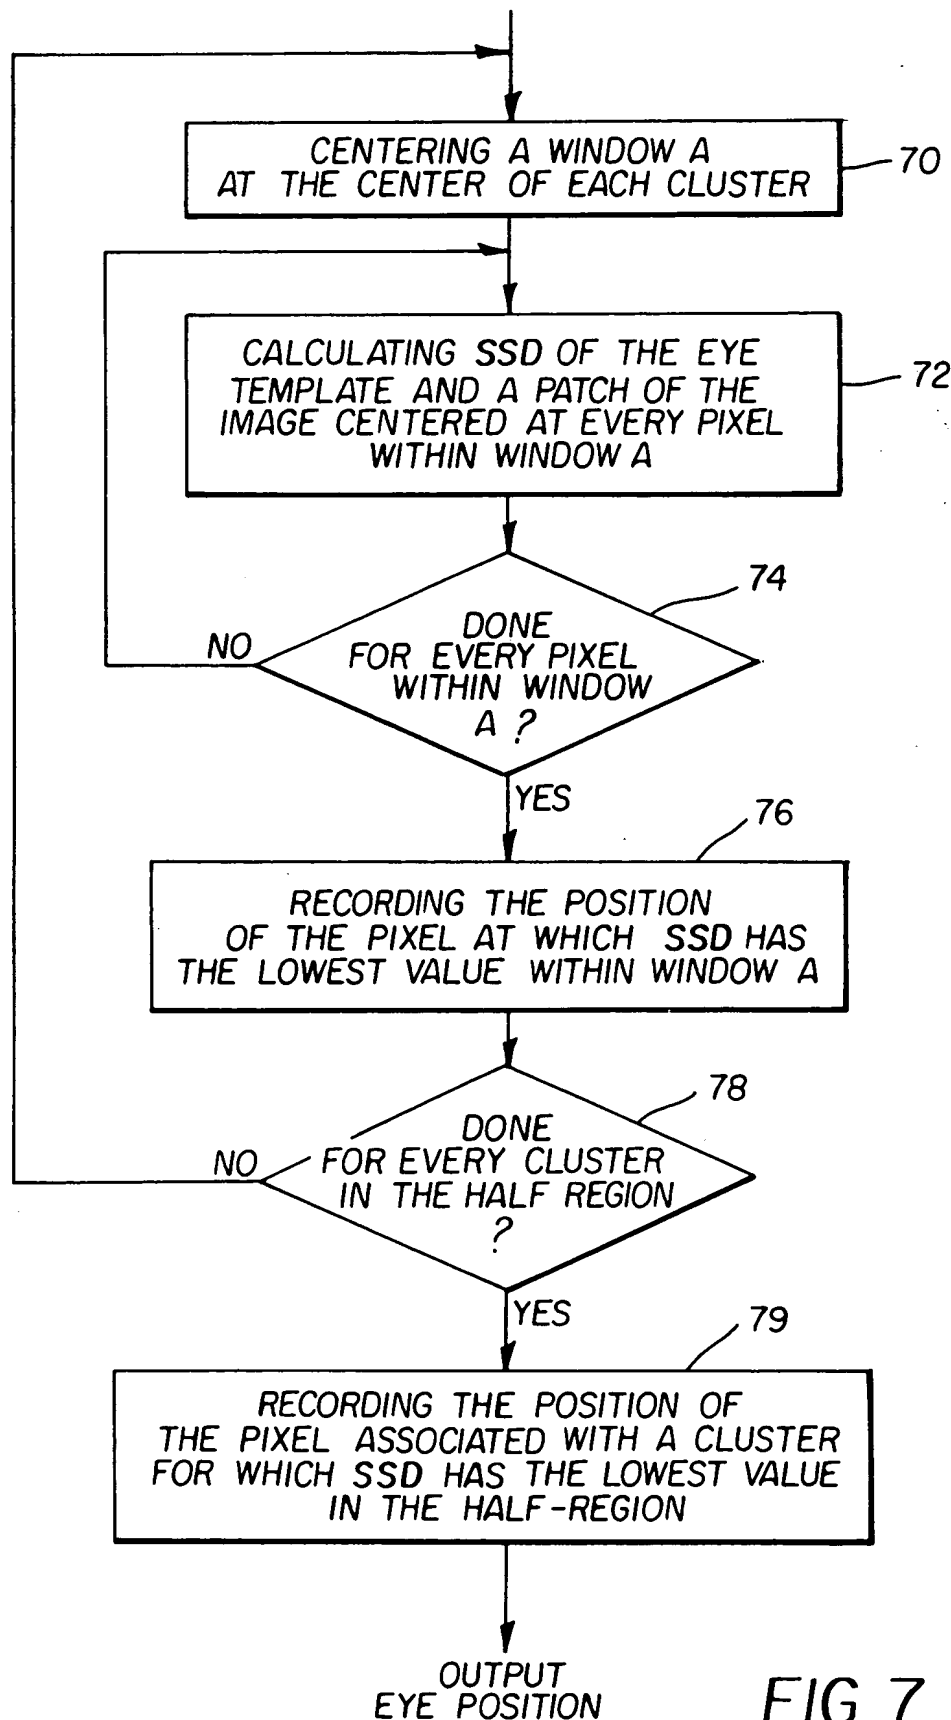 CENTERING A WINDOW A
AT THE CENTER OF EACH CLUSTER
70
CALCULATING SSD OF THE EYE
TEMPLATE AND A PATCH OF THE
IMAGE CENTERED AT EVERY PIXEL
WITHIN WINDOW A
72
74
DONE
FOR EVERY PIXEL
WITHIN WINDOW
A ?
NO
YES
76
RECORDING THE POSITION
OF THE PIXEL AT WHICH SSD HAS
THE LOWEST VALUE WITHIN WINDOW A
78
DONE
FOR EVERY CLUSTER
IN THE HALF REGION
?
NO
YES
79
RECORDING THE POSITION OF
THE PIXEL ASSOCIATED WITH A CLUSTER
FOR WHICH SSD HAS THE LOWEST VALUE
IN THE HALF-REGION
OUTPUT
EYE POSITION
FIG 7